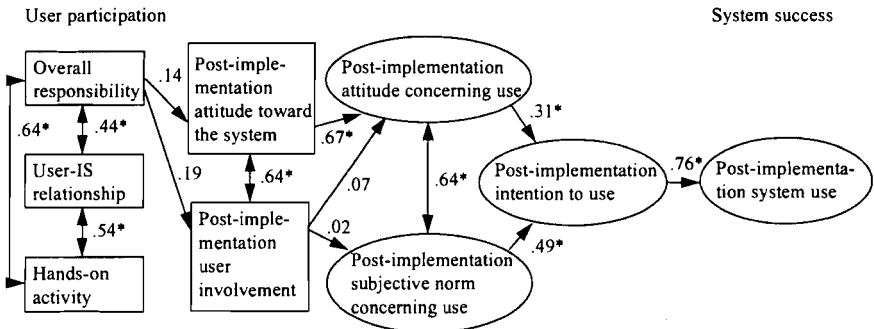 User participation
System success
Overall
responsibility
.64*
.44*
User-IS
relationship
.54*
Hands-on
activity
.14
.19
Post-imple-
mentation
attitude toward
the system
.67*
.64*
Post-imple-
mentation
user
involvement
.07
.02
Post-implementation
attitude concerning use
.64*
Post-implementation
subjective norm
concerning use
.31*
.49*
Post-implementation
intention to use
.76*
Post-implementa-
tion system use